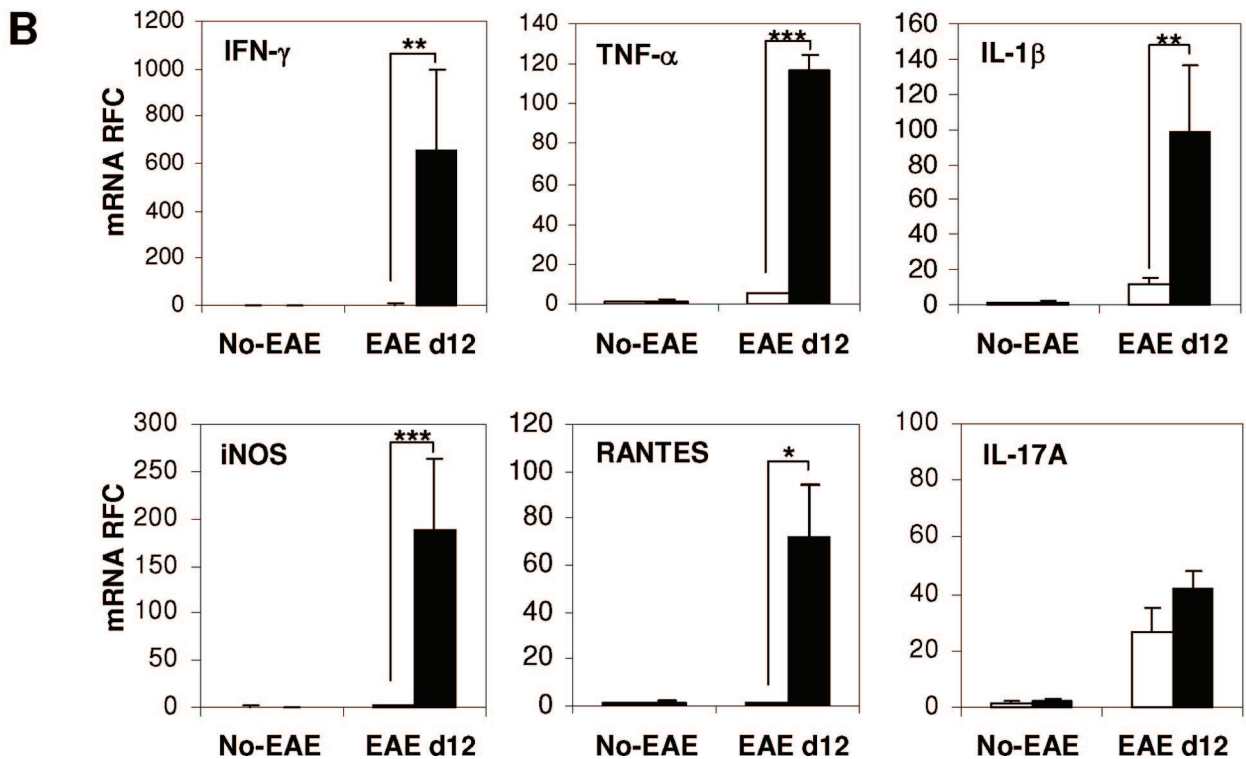 B
mRNA RFC
1200
1000
800
600
400
200
0
IFN-γ
**
No-EAE
EAE d12
140
120
100
80
60
40
20
0
TNF-α
***
No-EAE
EAE d12
160
140
120
100
80
60
40
20
0
IL-1β
**
No-EAE
EAE d12
mRNA RFC
300
250
200
150
100
50
0
iNOS
***
No-EAE
EAE d12
120
100
80
60
40
20
0
RANTES
*
No-EAE
EAE d12
100
80
60
40
20
0
IL-17A
No-EAE
EAE d12